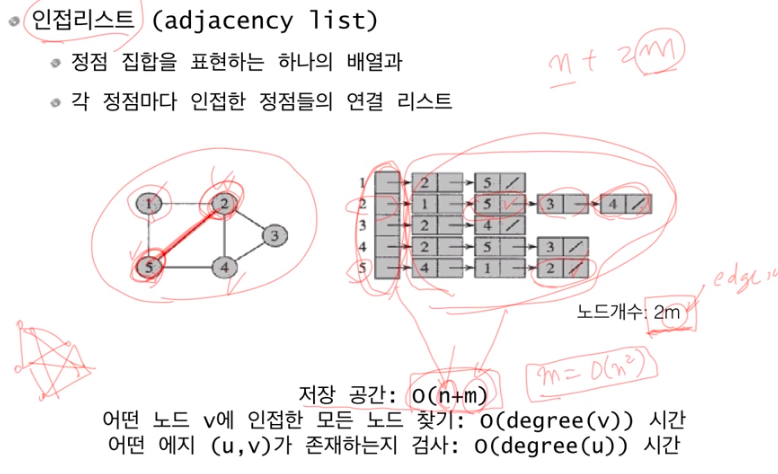 인접리스트 (adjacency list)
정점 집합을 표현하는 하나의 배열과
n + 2m
각 정점마다 인접한 정점들의 연결 리스트
1 2 3 4 5
1 2 5
2 1 5 3 4
3 2 4
4 2 5 3
5 4 1 2
노드개수: 2m
m = O(n²)
저장 공간: O(n+m)
어떤 노드 v에 인접한 모든 노드 찾기: O(degree(v)) 시간
어떤 에지 (u,v)가 존재하는지 검사: O(degree(u)) 시간